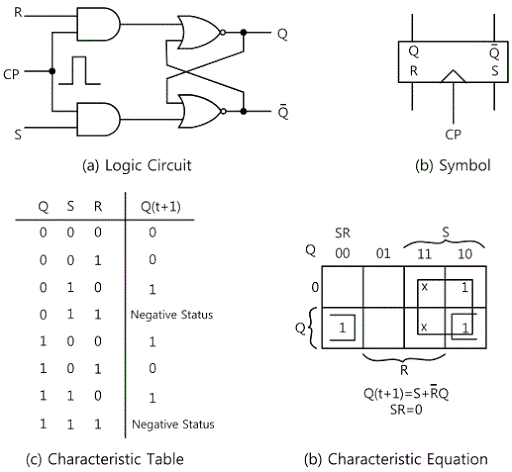 R
CP
S
Q
Q̅
(a) Logic Circuit
Q Q̅
R S
CP
(b) Symbol
Q S R Q(t+1)
0 0 0 0
0 0 1 0
0 1 0 1
0 1 1 Negative Status
1 0 0 1
1 0 1 0
1 1 0 1
1 1 1 Negative Status
(c) Characteristic Table
SR S
Q 00 01 11 10
0 x 1
Q 1 x 1
R
Q(t+1)=S+R̅Q
SR=0
(b) Characteristic Equation